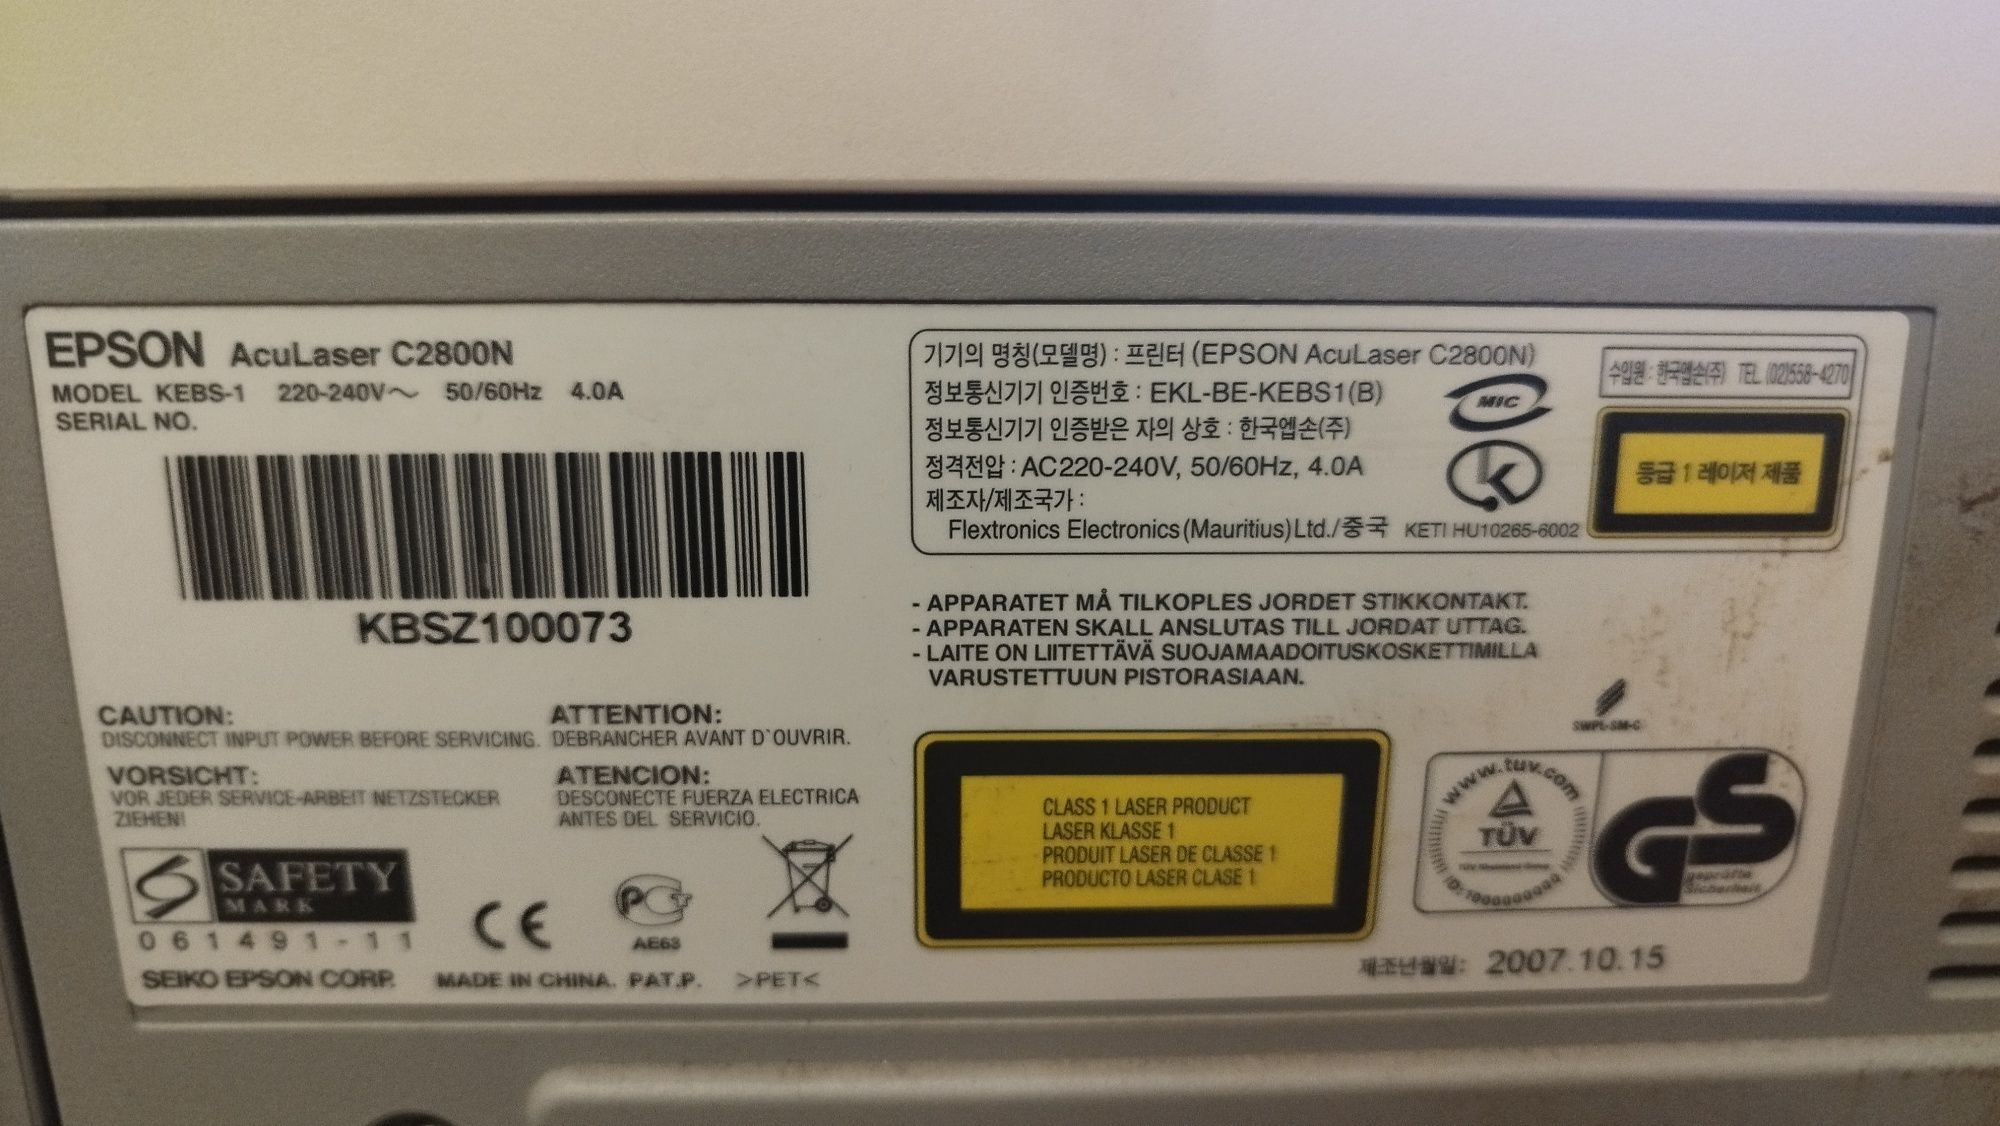 EPSON AcuLaser C2800N
MODEL KEBS-1 220-240V～ 50/60Hz 4.0A
SERIAL NO.
KBSZ100073
CAUTION:
DISCONNECT INPUT POWER BEFORE SERVICING.
ATTENTION:
DEBRANCHER AVANT D'OUVRIR.
VORSICHT:
VOR JEDER SERVICE-ARBEIT NETZSTECKER
ZIEHEN!
ATENCION:
DESCONECTE FUERZA ELECTRICA
ANTES DEL SERVICIO.
SAFETY
MARK
061491-11
CE
PG
AE63
SEIKO EPSON CORP. MADE IN CHINA. PAT.P. >PET<
기기의 명칭(모델명) : 프린터 (EPSON AcuLaser C2800N)
정보통신기기 인증번호 : EKL-BE-KEBS1(B)
정보통신기기 인증받은 자의 상호 : 한국엡손(주)
정격전압 : AC220-240V, 50/60Hz, 4.0A
제조자/제조국가 :
Flextronics Electronics (Mauritius) Ltd./중국
MIC
KETI HU10265-6002
수입원 : 한국엡손(주) TEL (02)558-4270
등급 1 레이저 제품
- APPARATET MÅ TILKOPLES JORDET STIKKONTAKT.
- APPARATEN SKALL ANSLUTAS TILL JORDAT UTTAG.
- LAITE ON LIITETTÄVÄ SUOJAMAADOITUSKOSKETTIMILLA
VARUSTETTUUN PISTORASIAAN.
SWPL-SM-C
CLASS 1 LASER PRODUCT
LASER KLASSE 1
PRODUIT LASER DE CLASSE 1
PRODUCTO LASER CLASE 1
www.tuv.com
TÜV
ID:1000000000
GS
geprüfte
Sicherheit
제조년월일: 2007.10.15